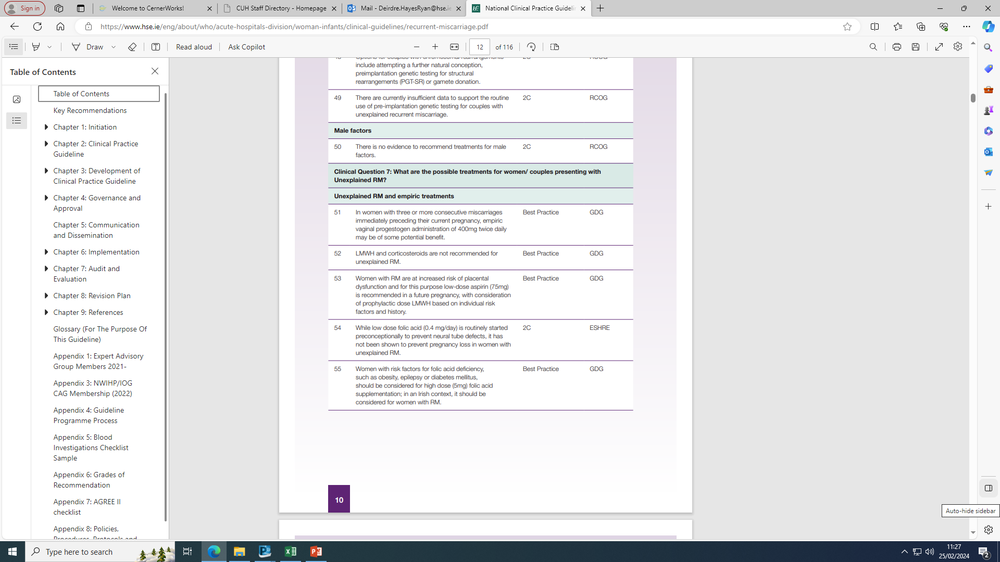 Sign in
Welcome to CernerWorks!
CUH Staff Directory - Homepage
Mail - Deirdre.HayesRyan@hse.ie
National Clinical Practice Guidelin
https://www.hse.ie/eng/about/who/acute-hospitals-division/woman-infants/clinical-guidelines/recurrent-miscarriage.pdf
Draw
Read aloud
Ask Copilot
12
of 116
Table of Contents
Table of Contents
Key Recommendations
Chapter 1: Initiation
Chapter 2: Clinical Practice
Guideline
Chapter 3: Development of
Clinical Practice Guideline
Chapter 4: Governance and
Approval
Chapter 5: Communication
and Dissemination
Chapter 6: Implementation
Chapter 7: Audit and
Evaluation
Chapter 8: Revision Plan
Chapter 9: References
Glossary (For The Purpose Of
This Guideline)
Appendix 1: Expert Advisory
Group Members 2021-
Appendix 3: NWIHP/IOG
CAG Membership (2022)
Appendix 4: Guideline
Programme Process
Appendix 5: Blood
Investigations Checklist
Sample
Appendix 6: Grades of
Recommendation
Appendix 7: AGREE II
checklist
Appendix 8: Policies,
Procedures, Protocols and
include attempting a further natural conception,
preimplantation genetic testing for structural
rearrangements (PGT-SR) or gamete donation.
49 There are currently insufficient data to support the routine 2C RCOG
use of pre-implantation genetic testing for couples with
unexplained recurrent miscarriage.
Male factors
50 There is no evidence to recommend treatments for male 2C RCOG
factors.
Clinical Question 7: What are the possible treatments for women/ couples presenting with
Unexplained RM?
Unexplained RM and empiric treatments
51 In women with three or more consecutive miscarriages Best Practice GDG
immediately preceding their current pregnancy, empiric
vaginal progestogen administration of 400mg twice daily
may be of some potential benefit.
52 LMWH and corticosteroids are not recommended for Best Practice GDG
unexplained RM.
53 Women with RM are at increased risk of placental Best Practice GDG
dysfunction and for this purpose low-dose aspirin (75mg)
is recommended in a future pregnancy, with consideration
of prophylactic dose LMWH based on individual risk
factors and history.
54 While low dose folic acid (0.4 mg/day) is routinely started 2C ESHRE
preconceptionally to prevent neural tube defects, it has
not been shown to prevent pregnancy loss in women with
unexplained RM.
55 Women with risk factors for folic acid deficiency, Best Practice GDG
such as obesity, epilepsy or diabetes mellitus,
should be considered for high dose (5mg) folic acid
supplementation; in an Irish context, it should be
considered for women with RM.
10
Auto-hide sidebar
Type here to search
11:27
25/02/2024
2